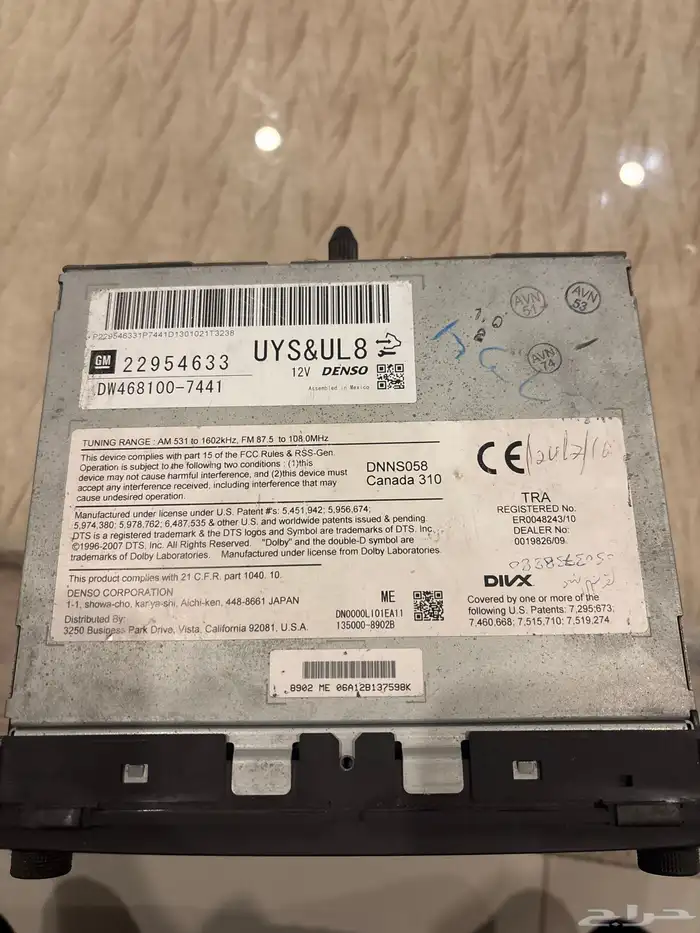 P229546331P7441D1301021T3238
GM 22954633
UYS&UL8
12V DENSO
DW468100-7441
Assembled in Mexico
AVN 51
AVN 53
AVN 74
TUNING RANGE : AM 531 to 1602kHz, FM 87.5 to 108.0MHz
This device complies with part 15 of the FCC Rules & RSS-Gen.
Operation is subject to the following two conditions : (1)this
device may not cause harmful interference, and (2)this device must
accept any interference received, including interference that may
cause undesired operation.
DNNS058
Canada 310
Manufactured under license under U.S. Patent #'s: 5,451,942; 5,956,674;
5,974,380; 5,978,762; 6,487,535 & other U.S. and worldwide patents issued & pending.
DTS is a registered trademark & the DTS logos and Symbol are trademarks of DTS, Inc.
©1996-2007 DTS, Inc. All Rights Reserved. "Dolby" and the double-D symbol are
trademarks of Dolby Laboratories. Manufactured under license from Dolby Laboratories.
This product complies with 21 C.F.R. part 1040. 10.
DENSO CORPORATION
1-1, showa-cho, kariya-shi, Aichi-ken, 448-8661 JAPAN
Distributed By:
3250 Business Park Drive, Vista, California 92081, U.S.A.
ME
DN0000LI01EA11
135000-8902B
CE
TRA
REGISTERED No.
ER0048243/10
DEALER No:
0019826/09.
DIVX
Covered by one or more of the
following U.S. Patents: 7,295,673;
7,460,668; 7,515,710; 7,519,274
8902 ME 06A12B137598K
حراج